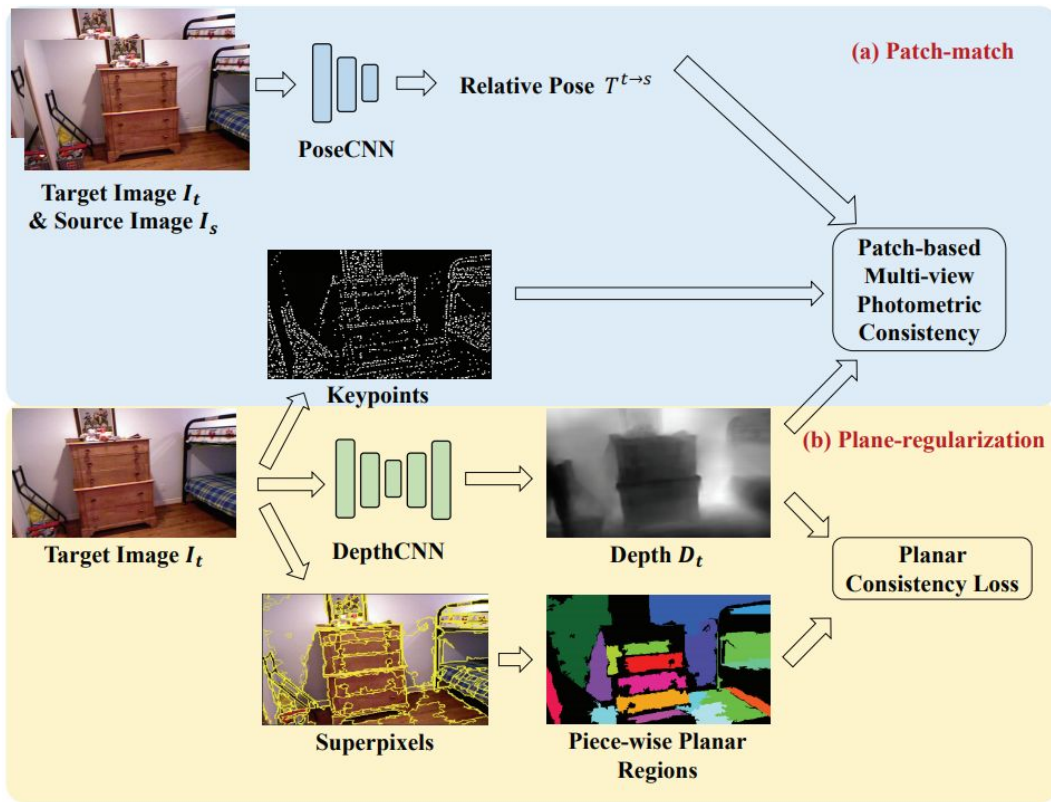 (a) Patch-match
Relative Pose $T^{t \to s}$
PoseCNN
Target Image $I_t$
& Source Image $I_s$
Patch-based
Multi-view
Photometric
Consistency
Keypoints
(b) Plane-regularization
Target Image $I_t$
DepthCNN
Depth $D_t$
Planar
Consistency Loss
Superpixels
Piece-wise Planar
Regions